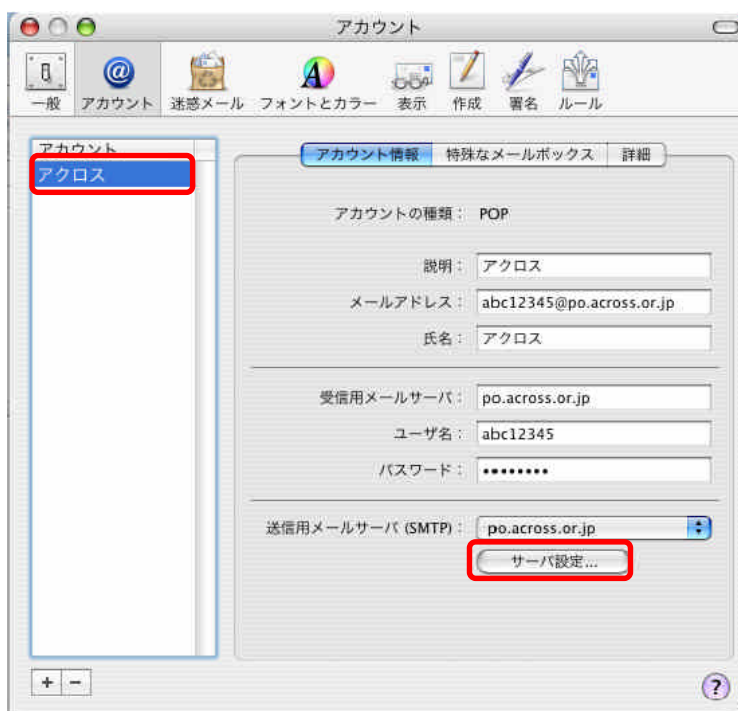 アカウント
一般 アカウント 迷惑メール フォントとカラー 表示 作成 署名 ルール
アカウント
アクロス
アカウント情報 特殊なメールボックス 詳細
アカウントの種類： POP
説明： アクロス
メールアドレス： abc12345@po.across.or.jp
氏名： アクロス
受信用メールサーバ： po.across.or.jp
ユーザ名： abc12345
パスワード： ••••••••
送信用メールサーバ (SMTP)： po.across.or.jp
サーバ設定...
+ − ?